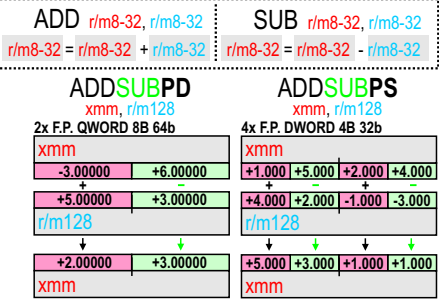 ADD r/m8-32, r/m8-32
r/m8-32 = r/m8-32 + r/m8-32
SUB r/m8-32, r/m8-32
r/m8-32 = r/m8-32 - r/m8-32
ADDSUBPD
xmm, r/m128
2x F.P. QWORD 8B 64b
xmm
-3.00000 +6.00000
+ −
+5.00000 +3.00000
r/m128
+2.00000 +3.00000
xmm
ADDSUBPS
xmm, r/m128
4x F.P. DWORD 4B 32b
xmm
+1.000 +5.000 +2.000 +4.000
+ − + −
+4.000 +2.000 -1.000 -3.000
r/m128
+5.000 +3.000 +1.000 +1.000
xmm